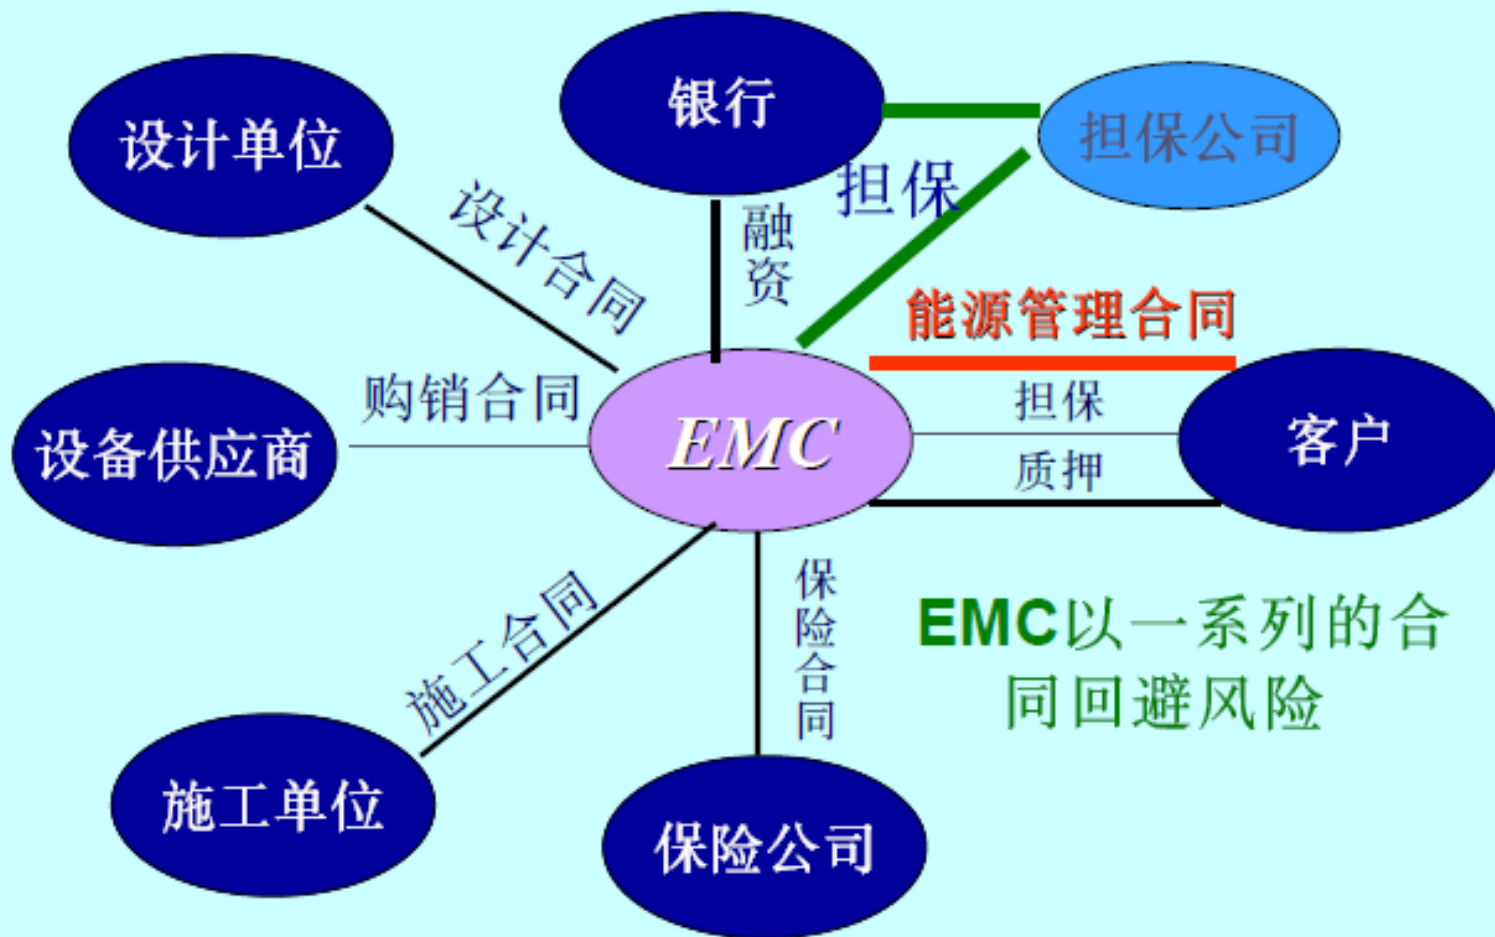 银行
设计单位
担保公司
担保
设计合同
融资
能源管理合同
购销合同
担保
设备供应商
EMC
客户
质押
施工合同
保险合同
EMC以一系列的合
同回避风险
施工单位
保险公司